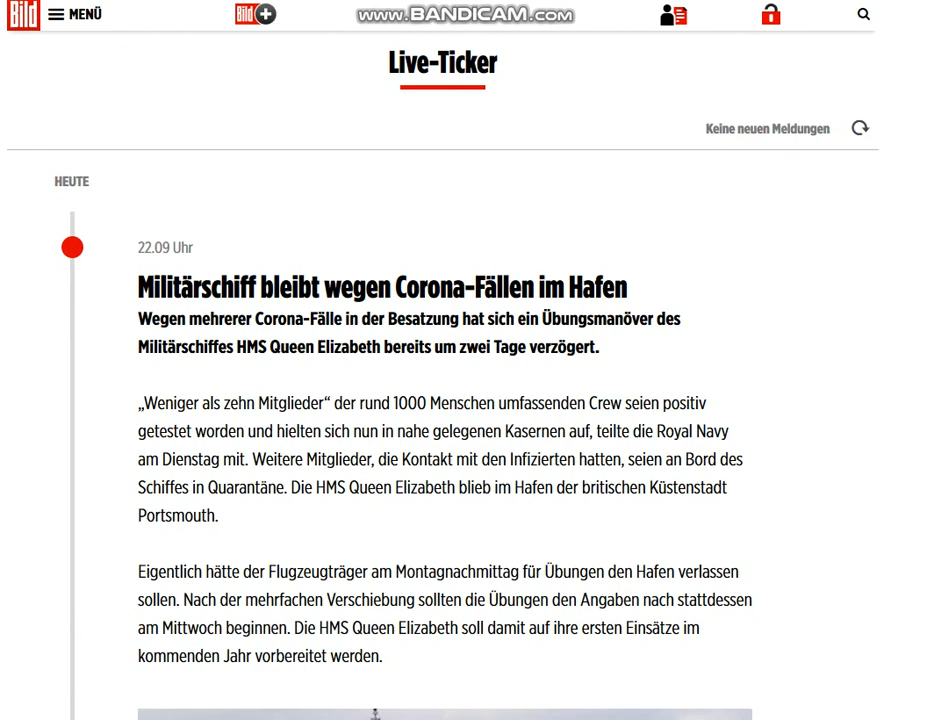 Bild MENÜ Bild+ www.BANDICAM.com
Live-Ticker
Keine neuen Meldungen
HEUTE
22.09 Uhr
Militärschiff bleibt wegen Corona-Fällen im Hafen
Wegen mehrerer Corona-Fälle in der Besatzung hat sich ein Übungsmanöver des
Militärschiffes HMS Queen Elizabeth bereits um zwei Tage verzögert.
„Weniger als zehn Mitglieder“ der rund 1000 Menschen umfassenden Crew seien positiv
getestet worden und hielten sich nun in nahe gelegenen Kasernen auf, teilte die Royal Navy
am Dienstag mit. Weitere Mitglieder, die Kontakt mit den Infizierten hatten, seien an Bord des
Schiffes in Quarantäne. Die HMS Queen Elizabeth blieb im Hafen der britischen Küstenstadt
Portsmouth.
Eigentlich hätte der Flugzeugträger am Montagnachmittag für Übungen den Hafen verlassen
sollen. Nach der mehrfachen Verschiebung sollten die Übungen den Angaben nach stattdessen
am Mittwoch beginnen. Die HMS Queen Elizabeth soll damit auf ihre ersten Einsätze im
kommenden Jahr vorbereitet werden.